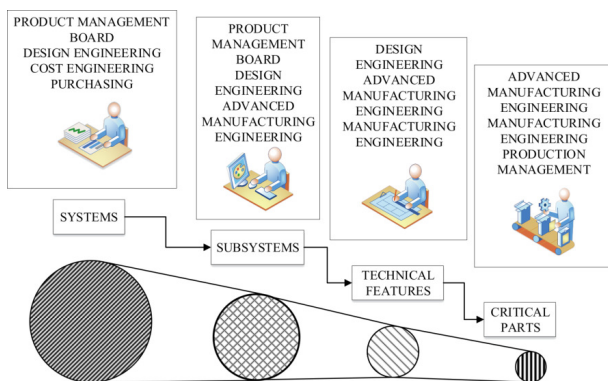 PRODUCT MANAGEMENT
BOARD
DESIGN ENGINEERING
COST ENGINEERING
PURCHASING
PRODUCT
MANAGEMENT
BOARD
DESIGN
ENGINEERING
ADVANCED
MANUFACTURING
ENGINEERING
DESIGN
ENGINEERING
ADVANCED
MANUFACTURING
ENGINEERING
MANUFACTURING
ENGINEERING
ADVANCED
MANUFACTURING
ENGINEERING
MANUFACTURING
ENGINEERING
PRODUCTION
MANAGEMENT
SYSTEMS
SUBSYSTEMS
TECHNICAL
FEATURES
CRITICAL
PARTS